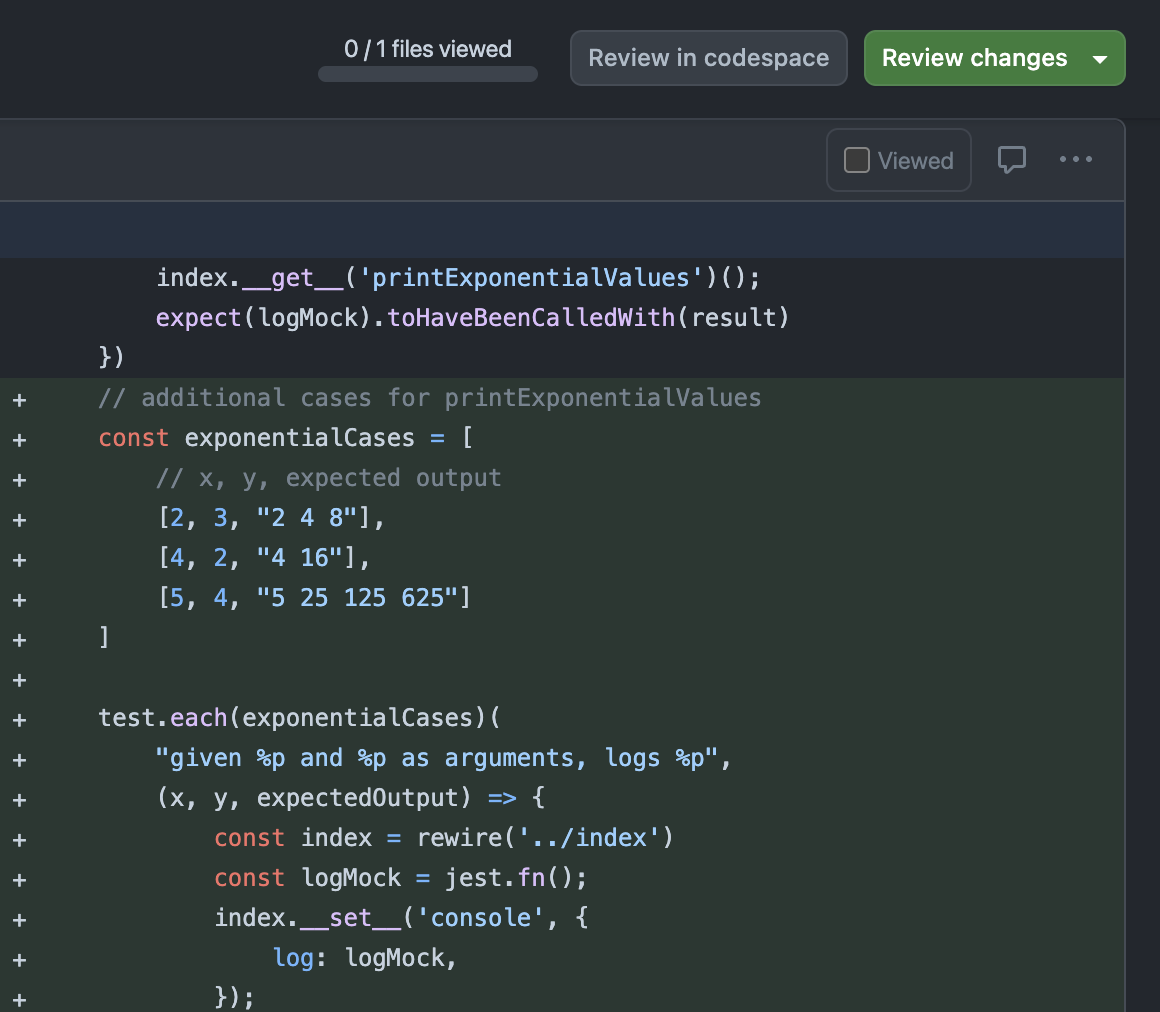 0 / 1 files viewed
Review in codespace
Review changes
Viewed
index.__get__('printExponentialValues')();
expect(logMock).toHaveBeenCalledWith(result)
})
+ // additional cases for printExponentialValues
+ const exponentialCases = [
+ // x, y, expected output
+ [2, 3, "2 4 8"],
+ [4, 2, "4 16"],
+ [5, 4, "5 25 125 625"]
+ ]
+
+ test.each(exponentialCases)(
+ "given %p and %p as arguments, logs %p",
+ (x, y, expectedOutput) => {
+ const index = rewire('../index')
+ const logMock = jest.fn();
+ index.__set__('console', {
+ log: logMock,
+ });